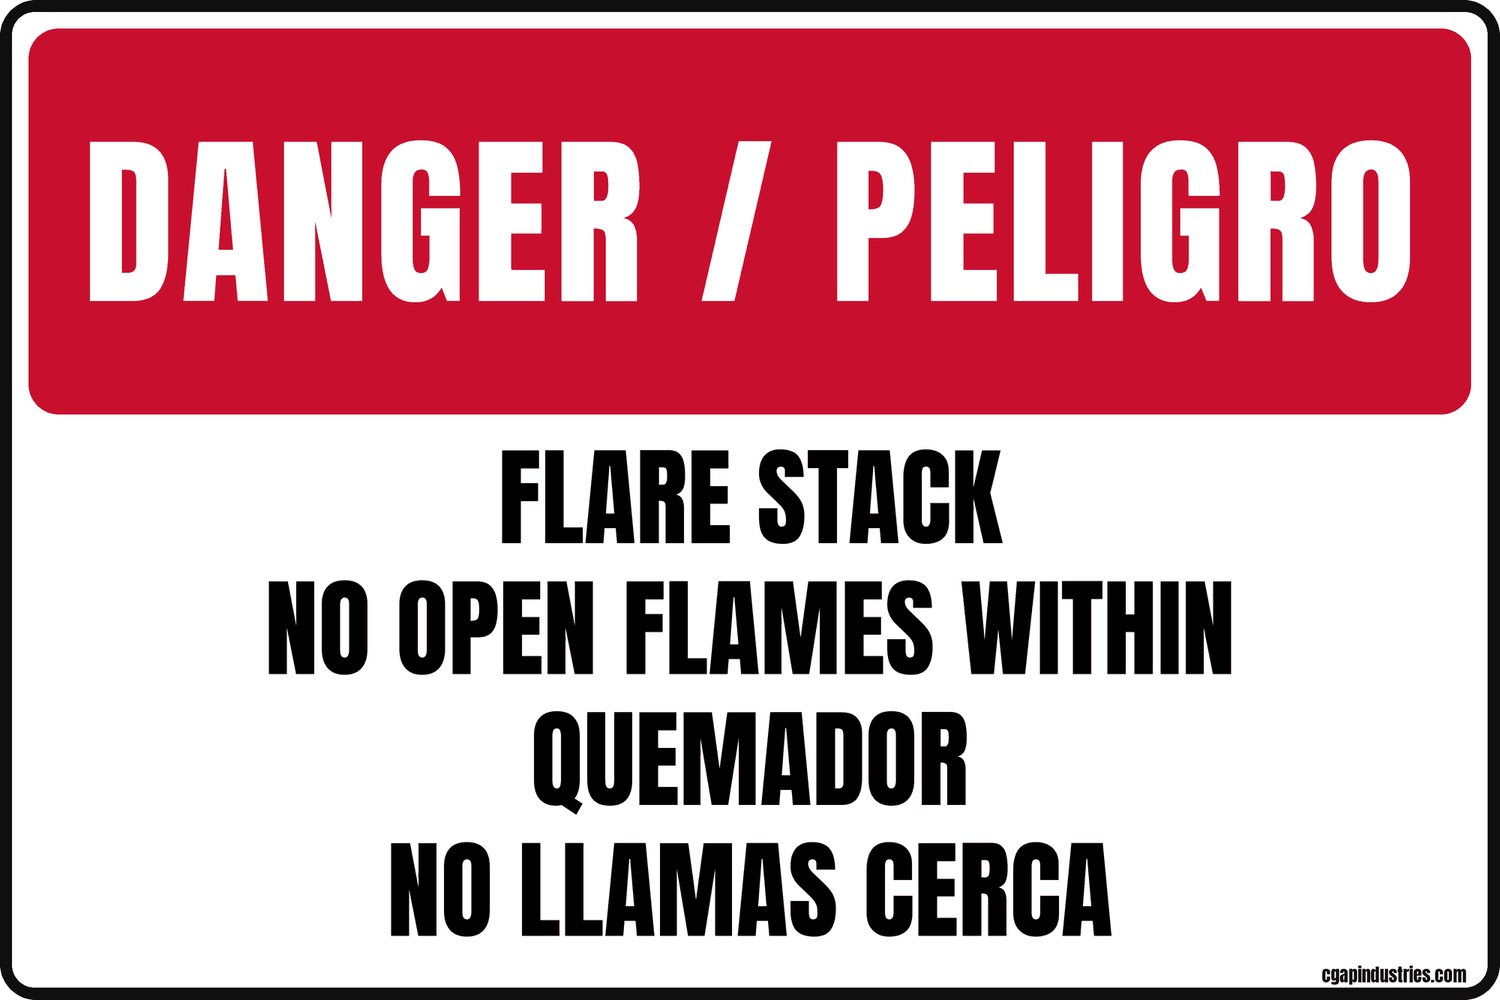 DANGER / PELIGRO
FLARE STACK
NO OPEN FLAMES WITHIN
QUEMADOR
NO LLAMAS CERCA
cgapindustries.com